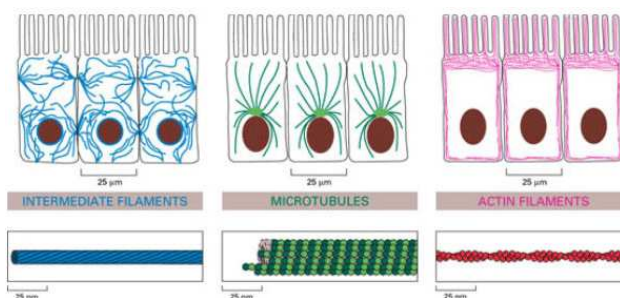 25 μm
25 μm
25 μm
INTERMEDIATE FILAMENTS
MICROTUBULES
ACTIN FILAMENTS
25 nm
25 nm
25 nm